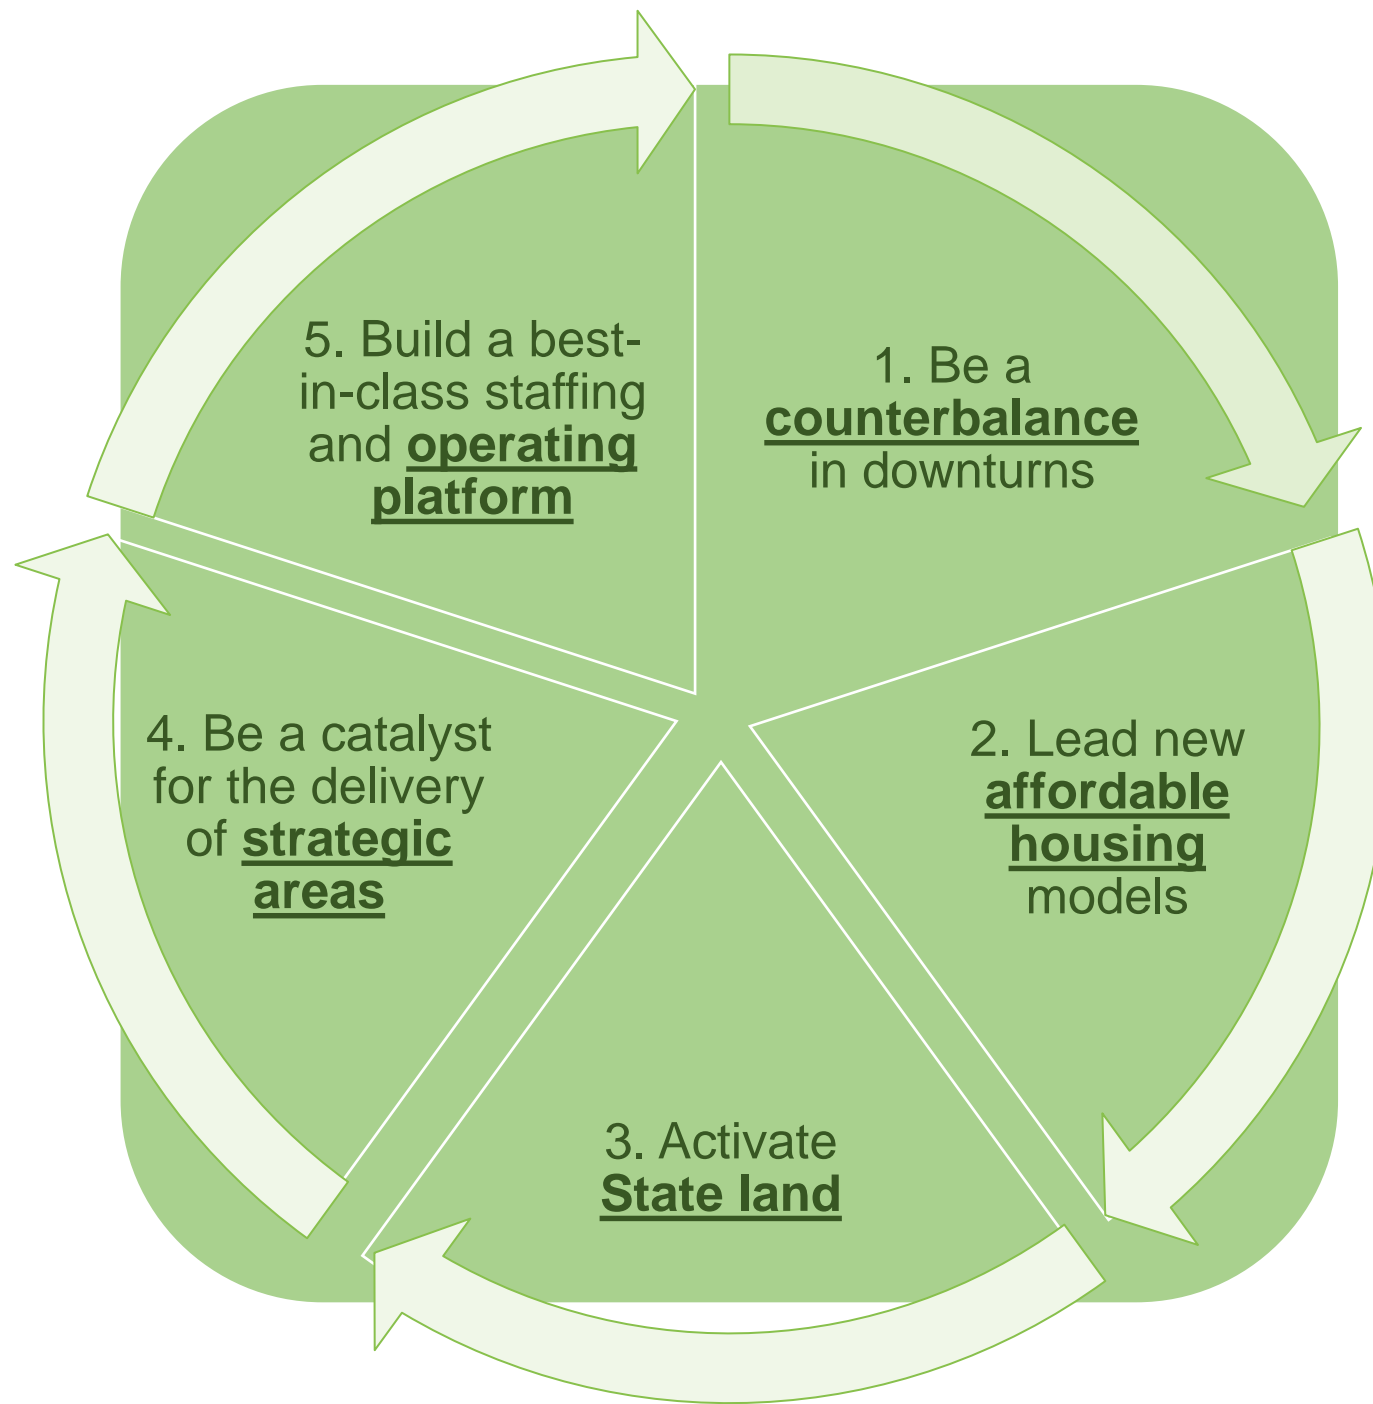 1. Be a
counterbalance
in downturns
2. Lead new
affordable
housing
models
3. Activate
State land
4. Be a catalyst
for the delivery
of strategic
areas
5. Build a best-
in-class staffing
and operating
platform